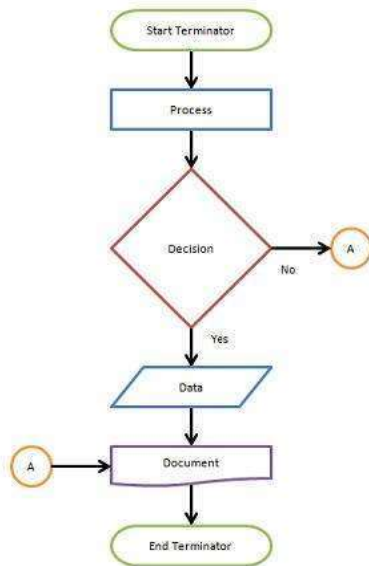 Start Terminator
Process
Decision
A
No
Yes
Data
A
Document
End Terminator